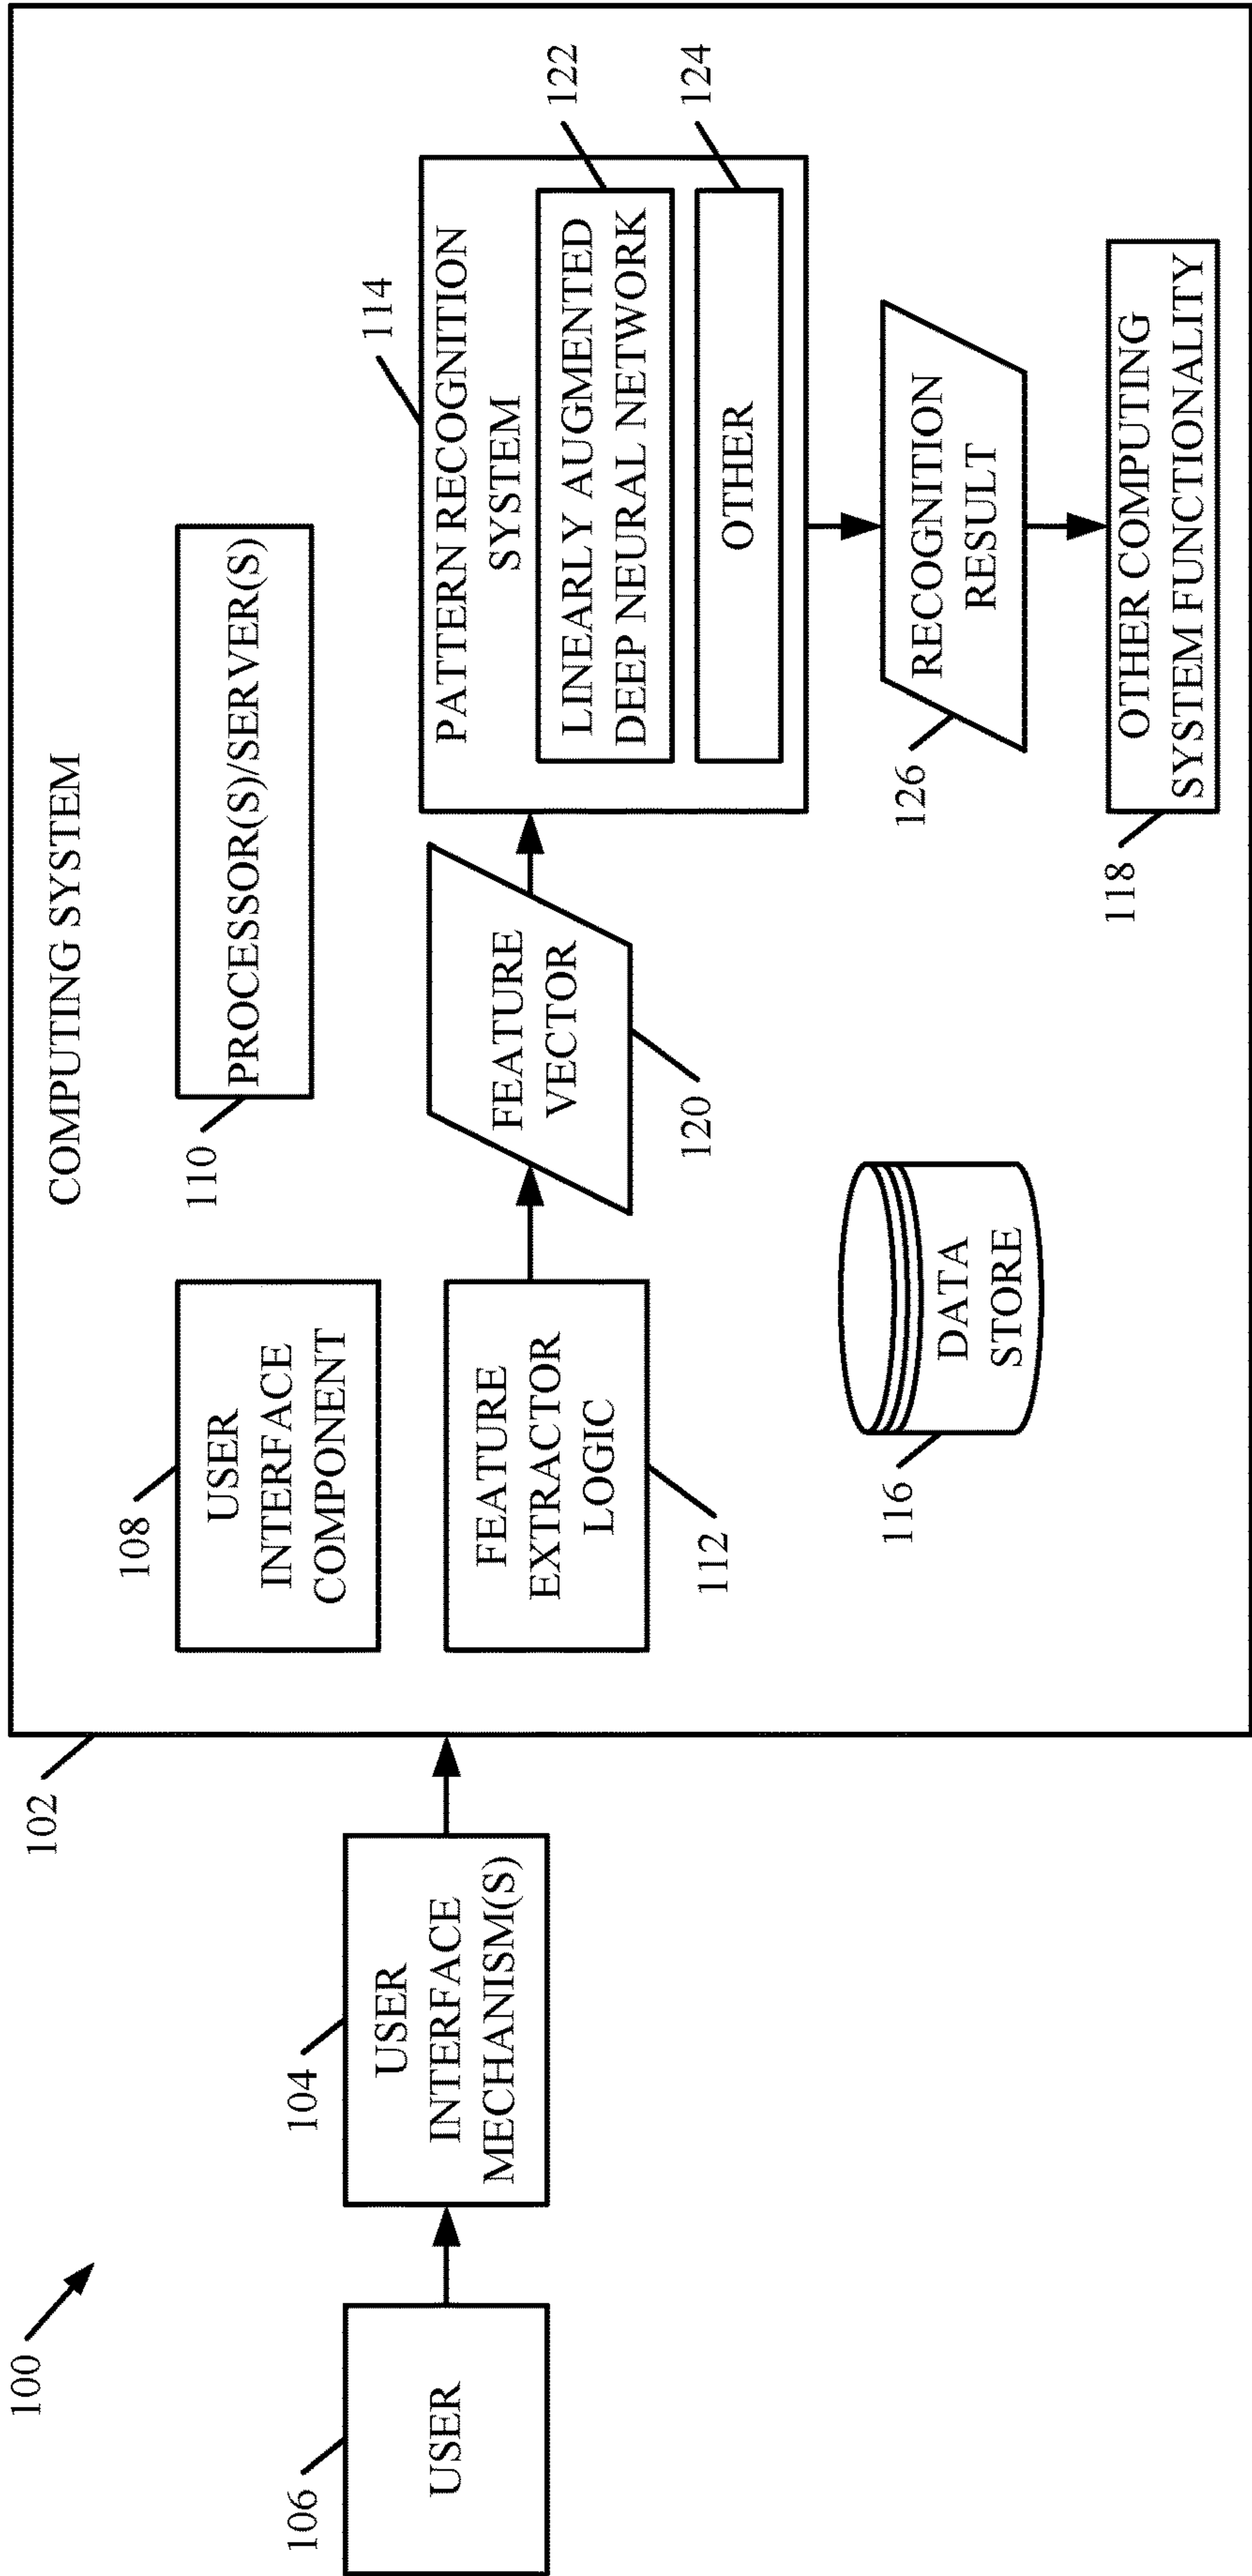 100
102
COMPUTING SYSTEM
106
USER
104
USER
INTERFACE
MECHANISM(S)
108
USER
INTERFACE
COMPONENT
110
PROCESSOR(S)/SERVER(S)
112
FEATURE
EXTRACTOR
LOGIC
120
FEATURE
VECTOR
114
PATTERN RECOGNITION
SYSTEM
LINEARLY AUGMENTED
DEEP NEURAL NETWORK
122
OTHER
124
116
DATA
STORE
126
RECOGNITION
RESULT
118
OTHER COMPUTING
SYSTEM FUNCTIONALITY